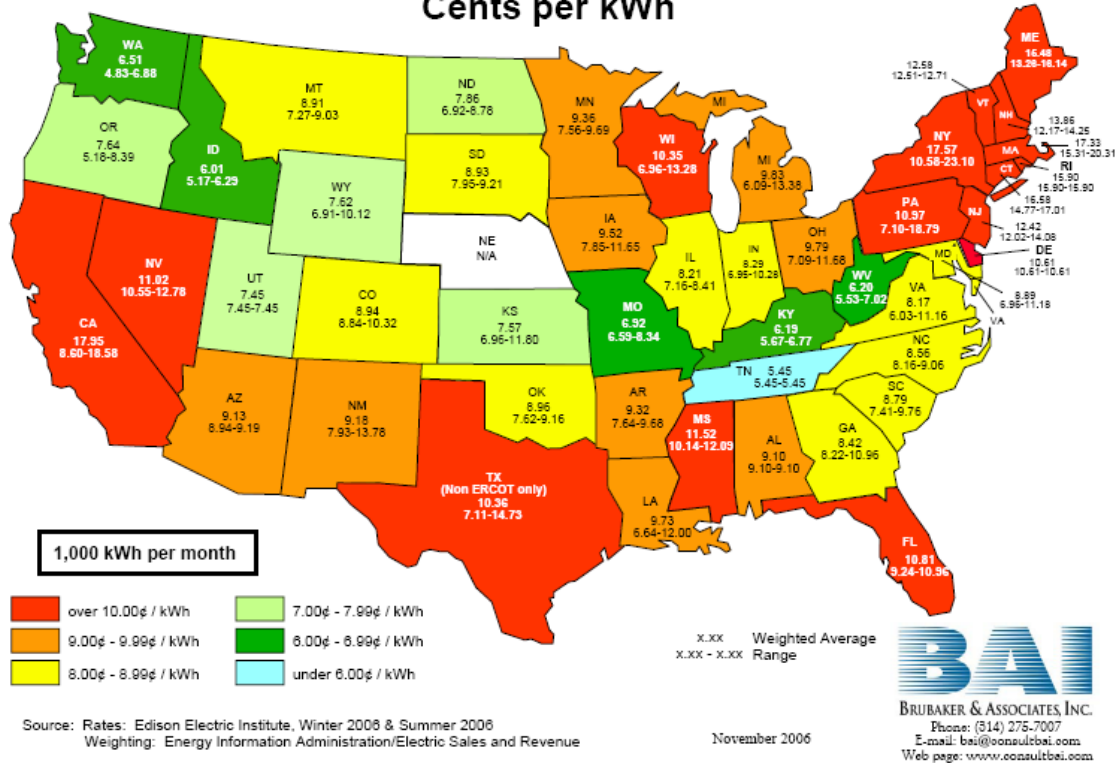 Cents per kWh
WA
6.51
4.83-6.88
MT
8.91
7.27-9.03
ND
7.86
6.92-8.78
MN
9.36
7.56-9.69
MI
WI
10.35
6.96-13.28
MI
9.83
6.09-13.38
ME
16.48
13.26-16.14
12.58
12.51-12.71
VT
NH
13.86
12.17-14.25
NY
17.57
10.58-23.10
MA
17.33
15.31-20.31
CT
RI
15.90
15.90-15.90
16.58
14.77-17.01
OR
7.64
5.18-8.39
ID
6.01
5.17-6.29
WY
7.62
6.91-10.12
SD
8.93
7.95-9.21
IA
9.52
7.85-11.65
NE
N/A
PA
10.97
7.10-18.79
NJ
12.42
12.02-14.08
DE
10.61
10.61-10.61
MD
8.89
6.96-11.18
VA
OH
9.79
7.09-11.68
IN
8.29
6.95-10.28
IL
8.21
7.16-8.41
WV
6.20
5.53-7.02
VA
8.17
6.03-11.16
NV
11.02
10.55-12.78
UT
7.45
7.45-7.45
CO
8.94
8.84-10.32
KS
7.57
6.96-11.80
MO
6.92
6.59-8.34
KY
6.19
5.67-6.77
CA
17.95
8.60-18.58
NC
8.56
8.16-9.06
TN 5.45
5.45-5.45
SC
8.79
7.41-9.76
AZ
9.13
8.94-9.19
NM
9.18
7.93-13.78
OK
8.96
7.62-9.16
AR
9.32
7.64-9.68
MS
11.52
10.14-12.09
AL
9.10
9.10-9.10
GA
8.42
8.22-10.96
TX
(Non ERCOT only)
10.36
7.11-14.73
LA
9.73
6.64-12.00
FL
10.81
9.24-10.96
1,000 kWh per month
over 10.00¢ / kWh
9.00¢ - 9.99¢ / kWh
8.00¢ - 8.99¢ / kWh
7.00¢ - 7.99¢ / kWh
6.00¢ - 6.99¢ / kWh
under 6.00¢ / kWh
x.xx Weighted Average
x.xx - x.xx Range
Source: Rates: Edison Electric Institute, Winter 2006 & Summer 2006
Weighting: Energy Information Administration/Electric Sales and Revenue
November 2006
BAI
BRUBAKER & ASSOCIATES, INC.
Phone: (314) 275-7007
E-mail: bai@consultbai.com
Web page: www.consultbai.com